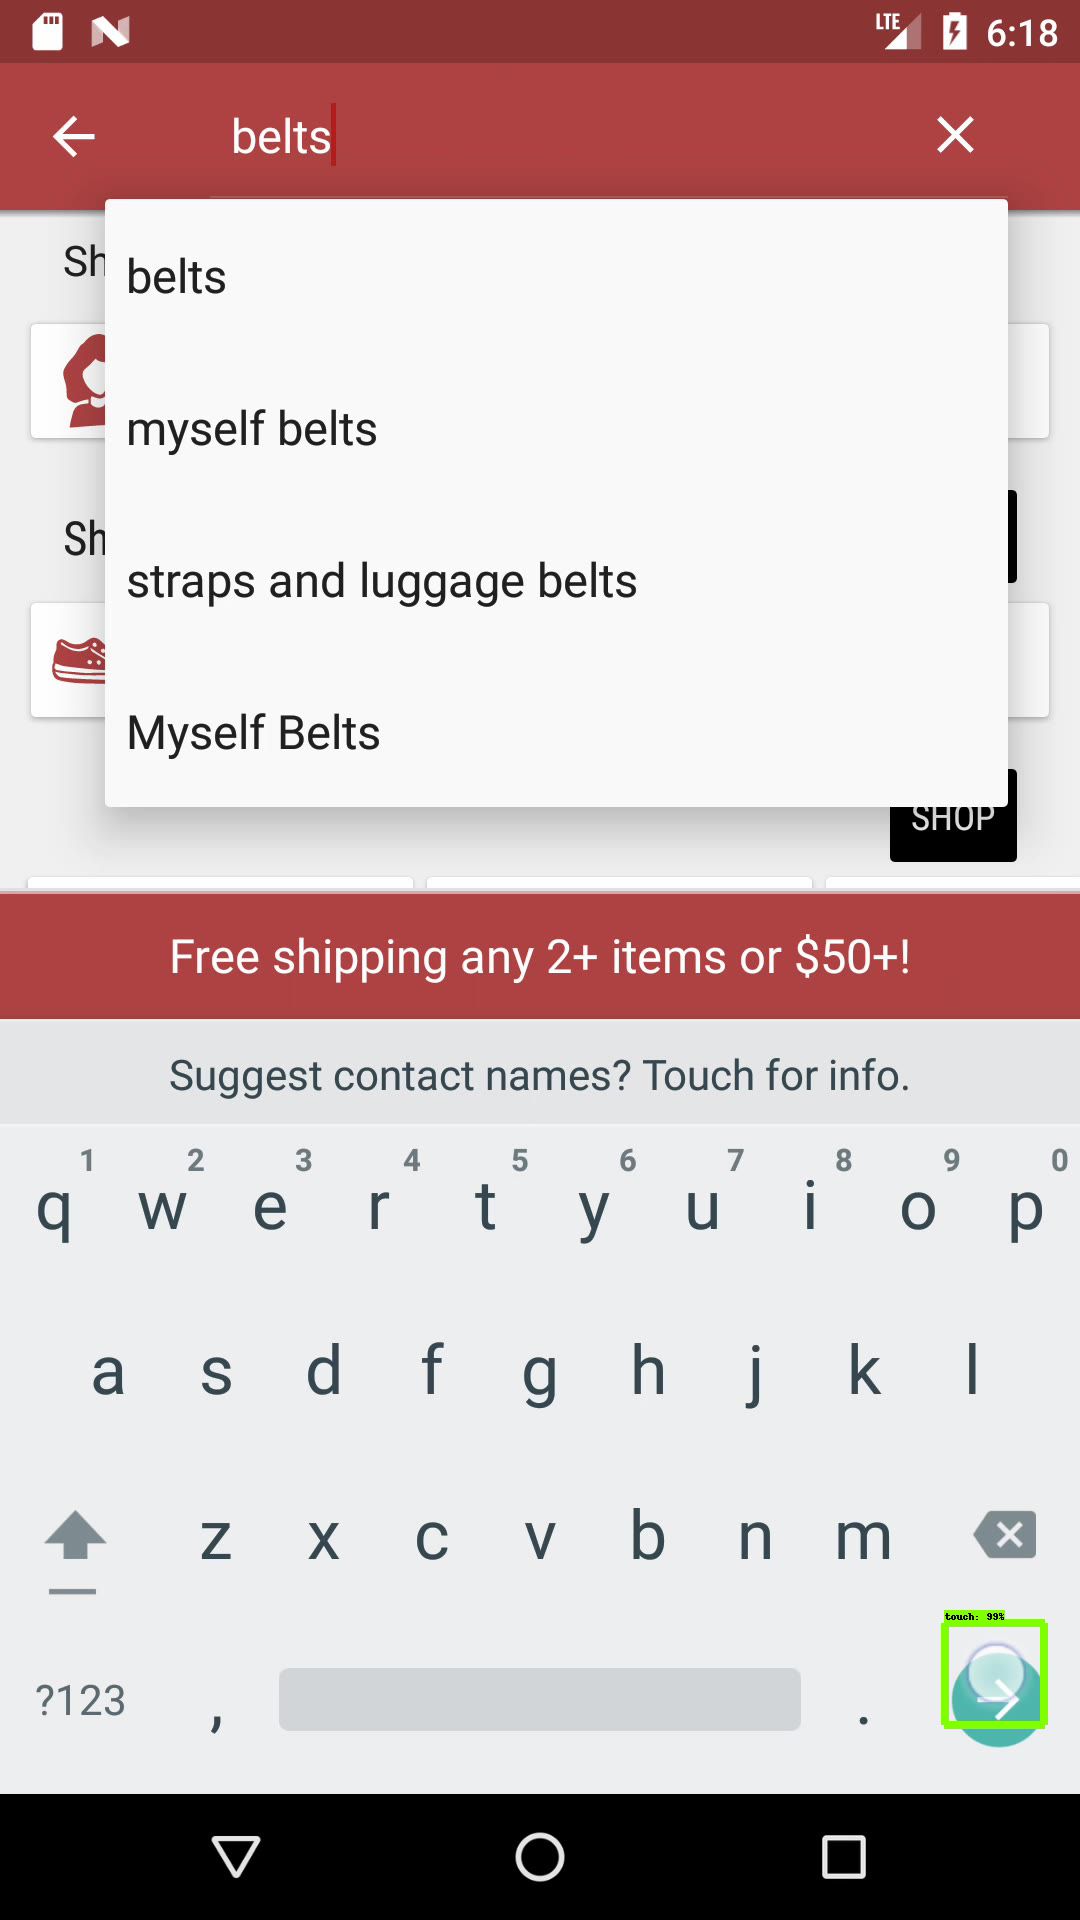 LTE 6:18
belts
Sh
belts
myself belts
Sh
straps and luggage belts
Myself Belts
SHOP
Free shipping any 2+ items or $50+!
Suggest contact names? Touch for info.
1 2 3 4 5 6 7 8 9 0
q w e r t y u i o p
a s d f g h j k l
z x c v b n m
touch: 99%
?123 , .